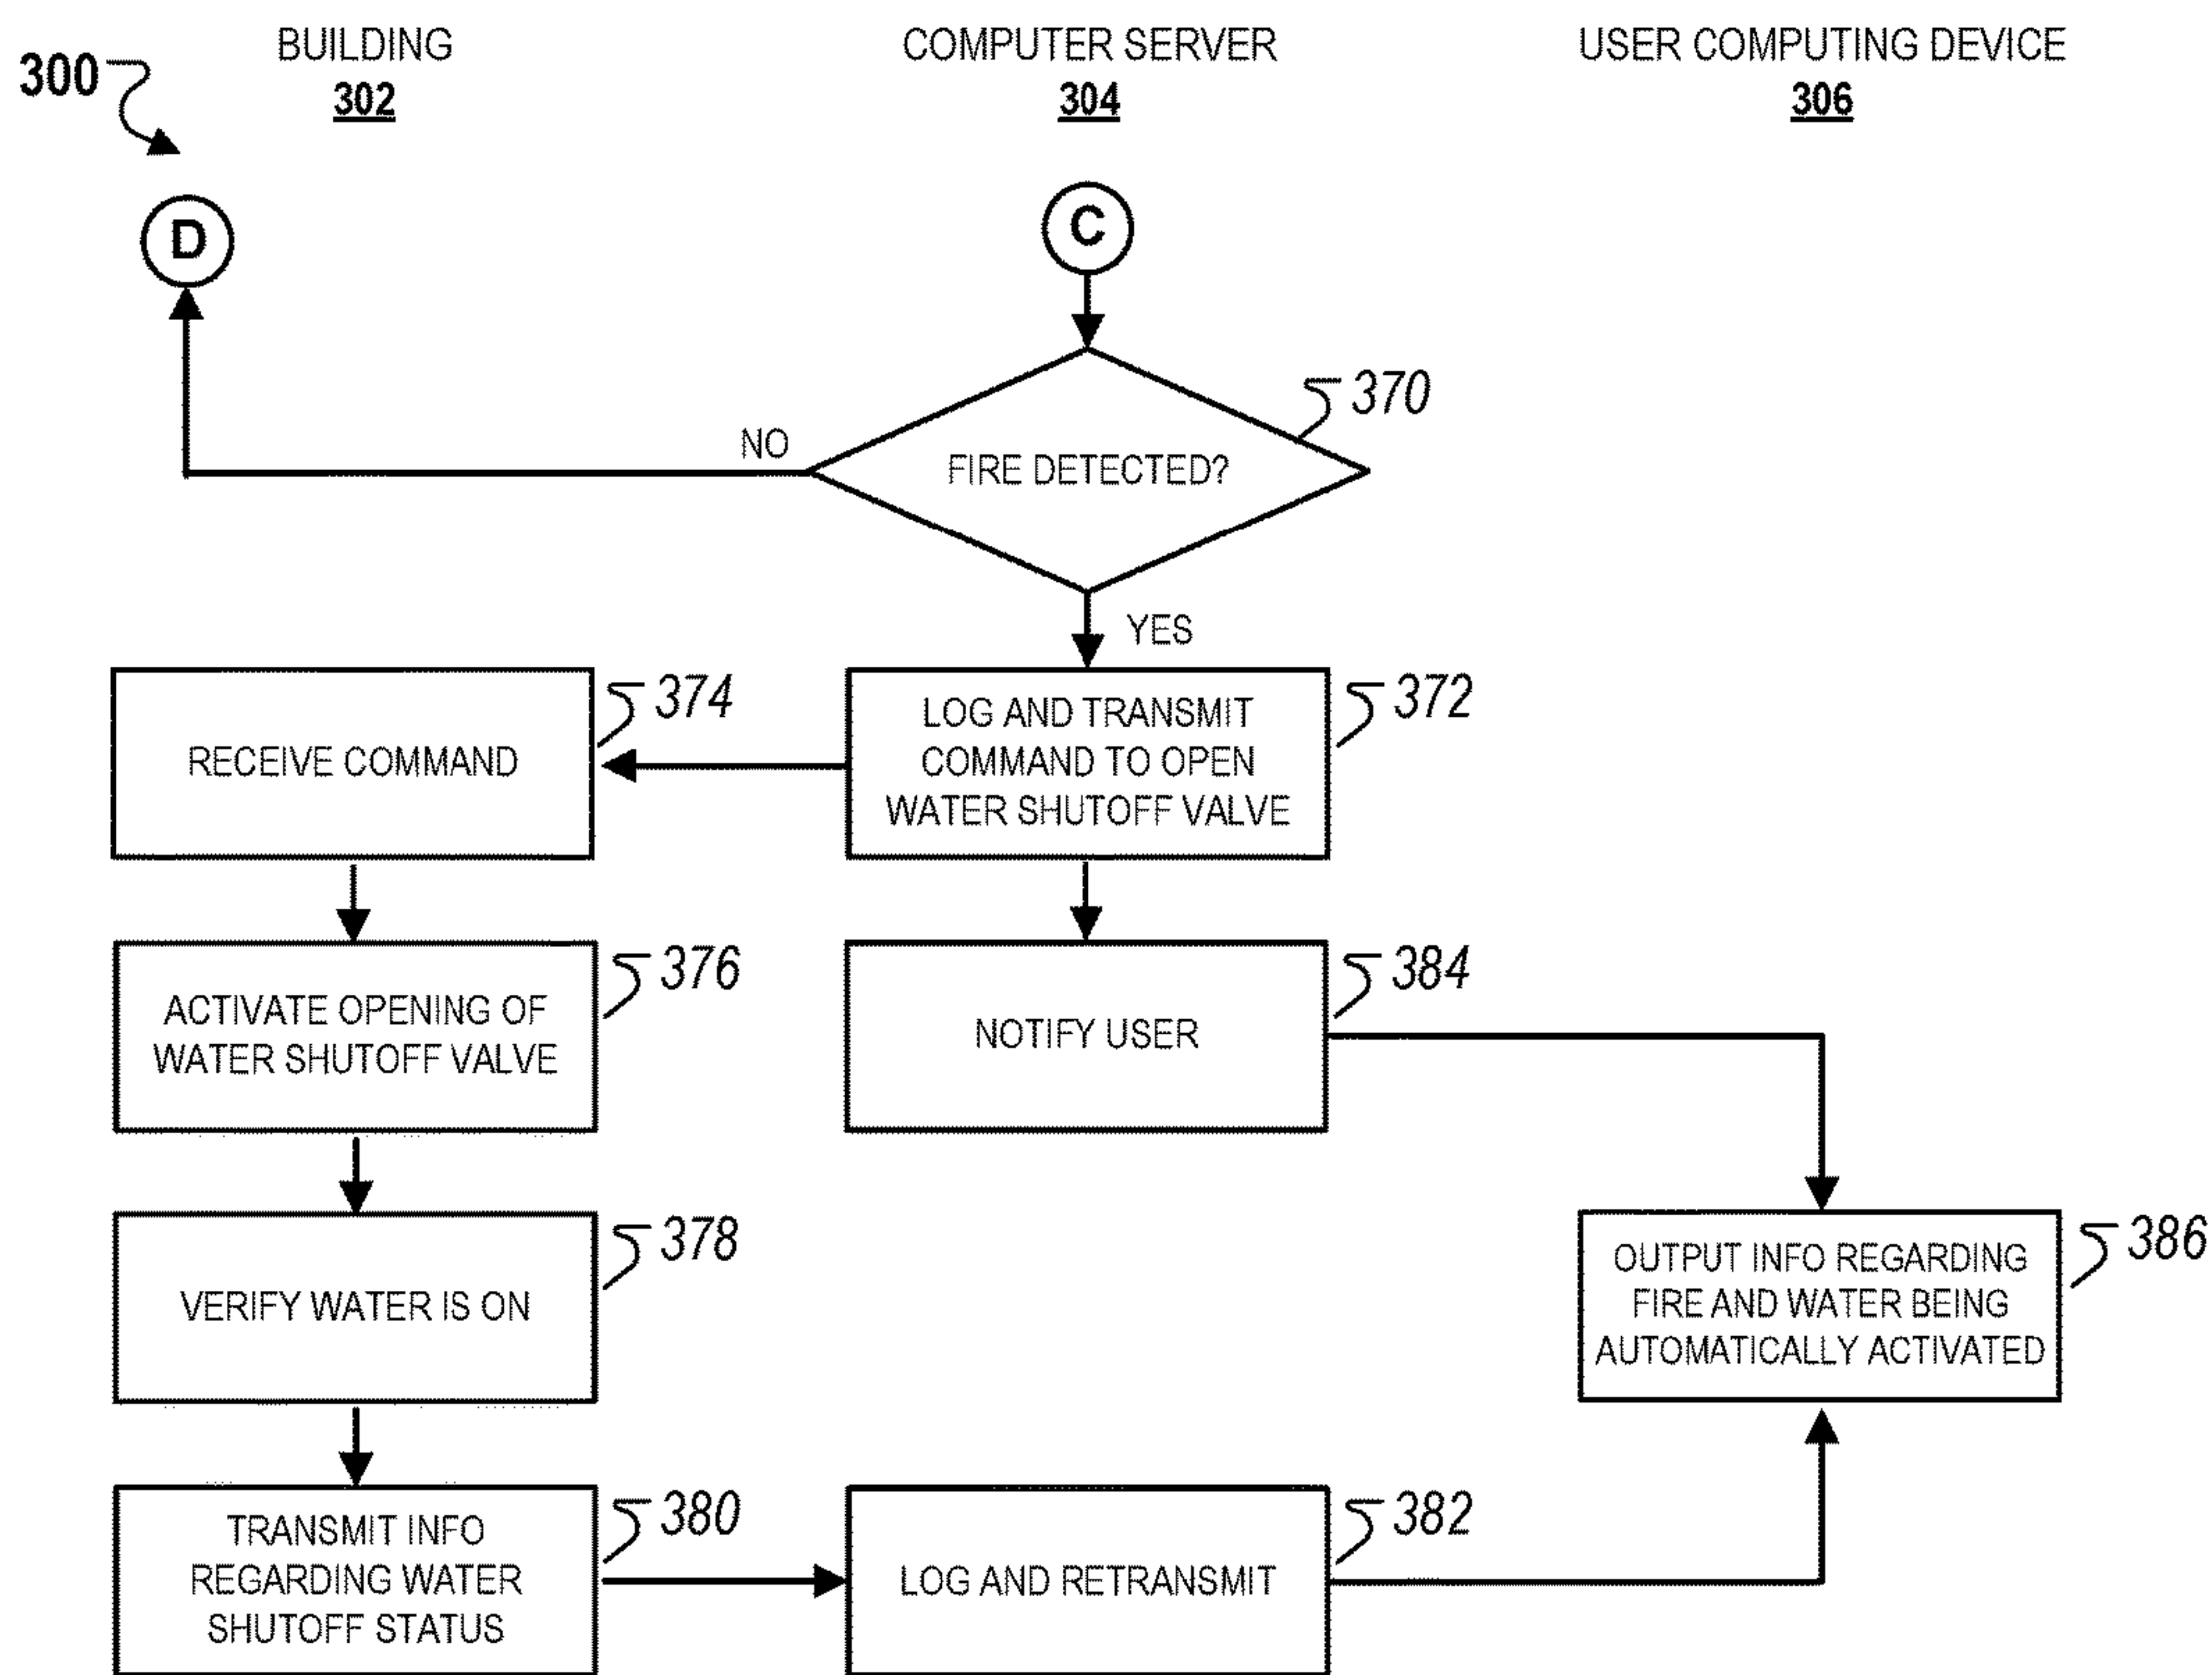 BUILDING
302
COMPUTER SERVER
304
USER COMPUTING DEVICE
306
300
D
C
370
NO
FIRE DETECTED?
YES
374
RECEIVE COMMAND
372
LOG AND TRANSMIT
COMMAND TO OPEN
WATER SHUTOFF VALVE
376
ACTIVATE OPENING OF
WATER SHUTOFF VALVE
384
NOTIFY USER
378
VERIFY WATER IS ON
386
OUTPUT INFO REGARDING
FIRE AND WATER BEING
AUTOMATICALLY ACTIVATED
380
TRANSMIT INFO
REGARDING WATER
SHUTOFF STATUS
382
LOG AND RETRANSMIT